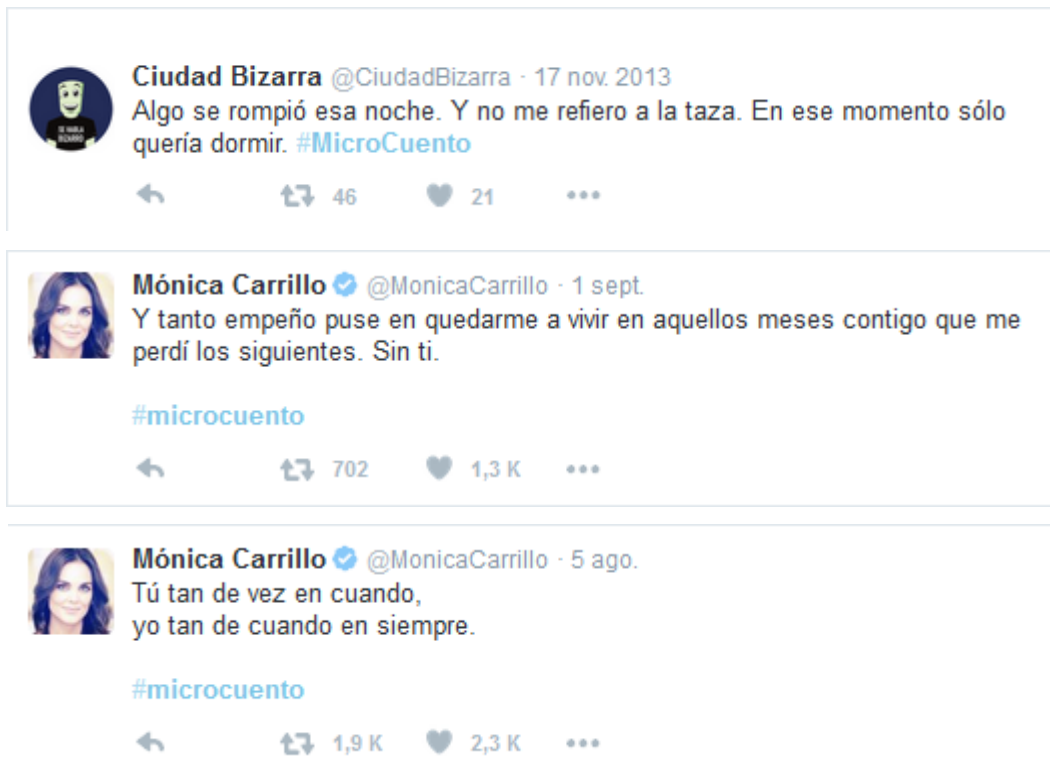 Ciudad Bizarra @CiudadBizarra · 17 nov. 2013
Algo se rompió esa noche. Y no me refiero a la taza. En ese momento sólo
quería dormir. #MicroCuento
46 21
Mónica Carrillo @MonicaCarrillo · 1 sept.
Y tanto empeño puse en quedarme a vivir en aquellos meses contigo que me
perdí los siguientes. Sin ti.
#microcuento
702 1,3 K
Mónica Carrillo @MonicaCarrillo · 5 ago.
Tú tan de vez en cuando,
yo tan de cuando en siempre.
#microcuento
1,9 K 2,3 K